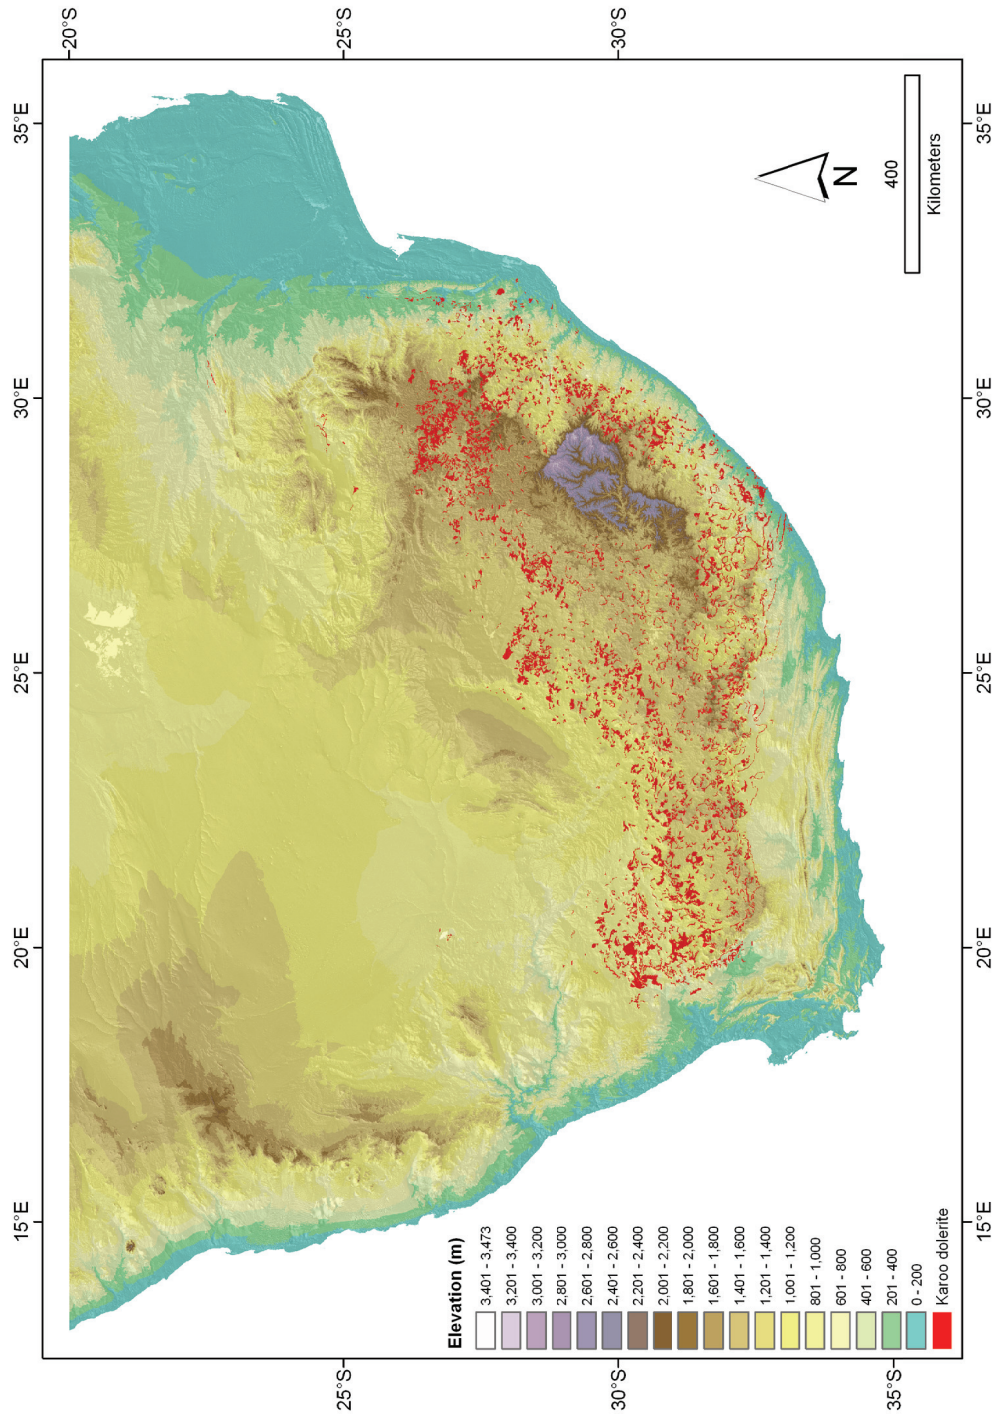 15°E 20°E 25°E 30°E 35°E
20°S
25°S 25°S
30°S 30°S
35°S
Elevation (m)
3,401 - 3,473
3,201 - 3,400
3,001 - 3,200
2,801 - 3,000
2,601 - 2,800
2,401 - 2,600
2,201 - 2,400
2,001 - 2,200
1,801 - 2,000
1,601 - 1,800
1,401 - 1,600
1,201 - 1,400
1,001 - 1,200
801 - 1,000
601 - 800
401 - 600
201 - 400
0 - 200
Karoo dolerite
N
400
Kilometers
15°E 20°E 25°E 30°E 35°E